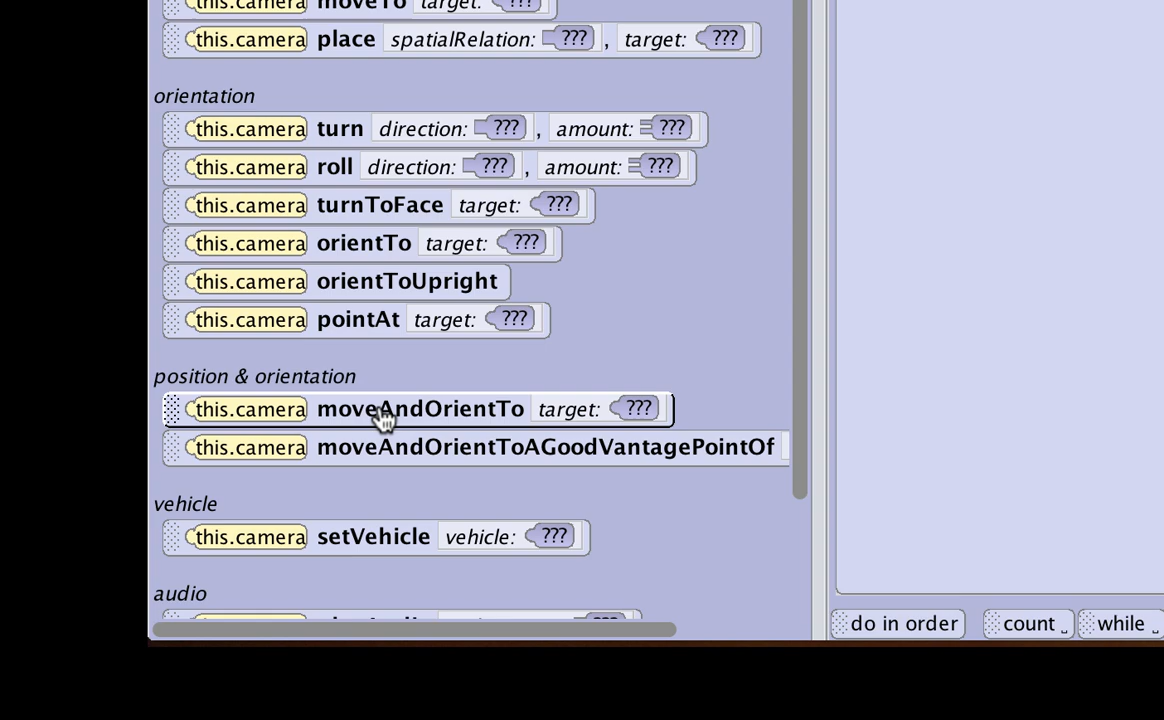 this.camera moveTo target: ???
this.camera place spatialRelation: ??? , target: ???
orientation
this.camera turn direction: ??? , amount: ???
this.camera roll direction: ??? , amount: ???
this.camera turnToFace target: ???
this.camera orientTo target: ???
this.camera orientToUpright
this.camera pointAt target: ???
position & orientation
this.camera moveAndOrientTo target: ???
this.camera moveAndOrientToAGoodVantagePointOf
vehicle
this.camera setVehicle vehicle: ???
audio
do in order count while